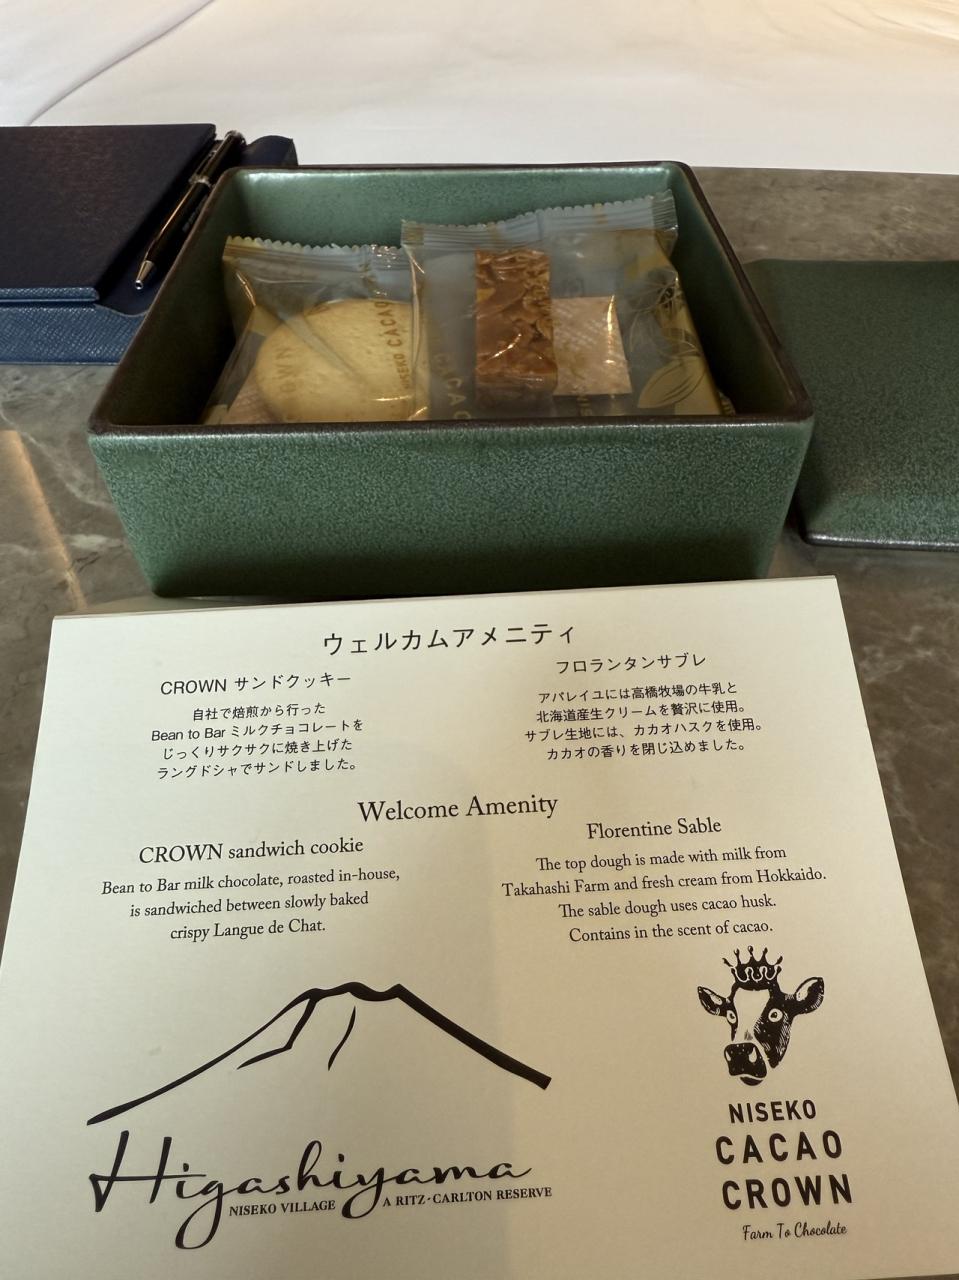 NISEKO CACAO
ウェルカムアメニティ
CROWN サンドクッキー
自社で焙煎から行った
Bean to Bar ミルクチョコレートを
じっくりサクサクに焼き上げた
ラングドシャでサンドしました。
フロランタンサブレ
アパレイユには高橋牧場の牛乳と
北海道産生クリームを贅沢に使用。
サブレ生地には、カカオハスクを使用。
カカオの香りを閉じ込めました。
Welcome Amenity
CROWN sandwich cookie
Bean to Bar milk chocolate, roasted in-house,
is sandwiched between slowly baked
crispy Langue de Chat.
Florentine Sable
The top dough is made with milk from
Takahashi Farm and fresh cream from Hokkaido.
The sable dough uses cacao husk.
Contains in the scent of cacao.
Higashiyama
NISEKO VILLAGE A RITZ-CARLTON RESERVE
NISEKO
CACAO
CROWN
Farm To Chocolate